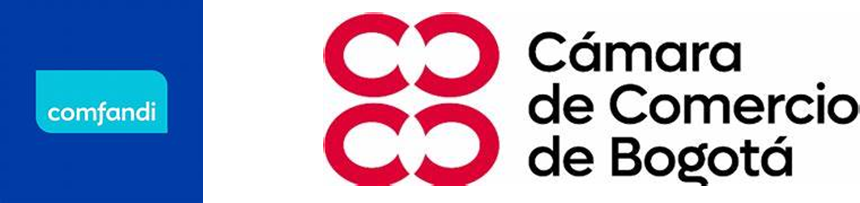 comfandi
Cámara
de Comercio
de Bogotá